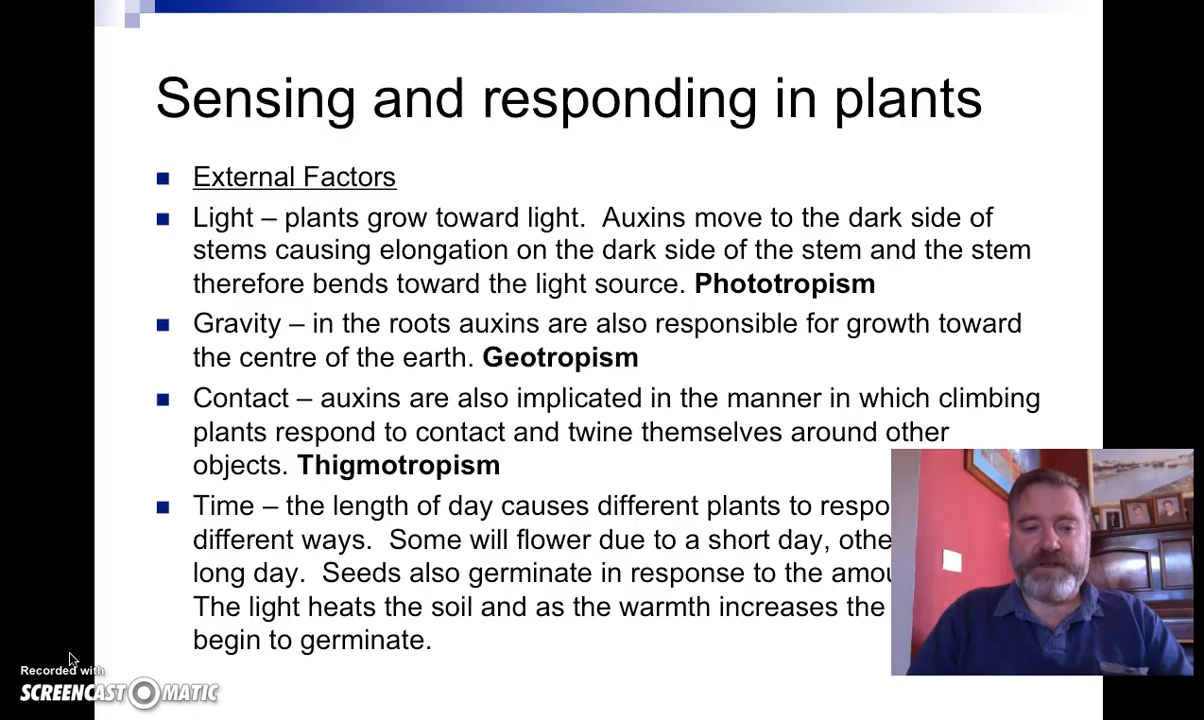 Sensing and responding in plants
External Factors
Light – plants grow toward light.  Auxins move to the dark side of
stems causing elongation on the dark side of the stem and the stem
therefore bends toward the light source. Phototropism
Gravity – in the roots auxins are also responsible for growth toward
the centre of the earth. Geotropism
Contact – auxins are also implicated in the manner in which climbing
plants respond to contact and twine themselves around other
objects. Thigmotropism
Time – the length of day causes different plants to respo
different ways.  Some will flower due to a short day, othe
long day.  Seeds also germinate in response to the amou
The light heats the soil and as the warmth increases the
begin to germinate.
Recorded with
SCREENCAST MATIC